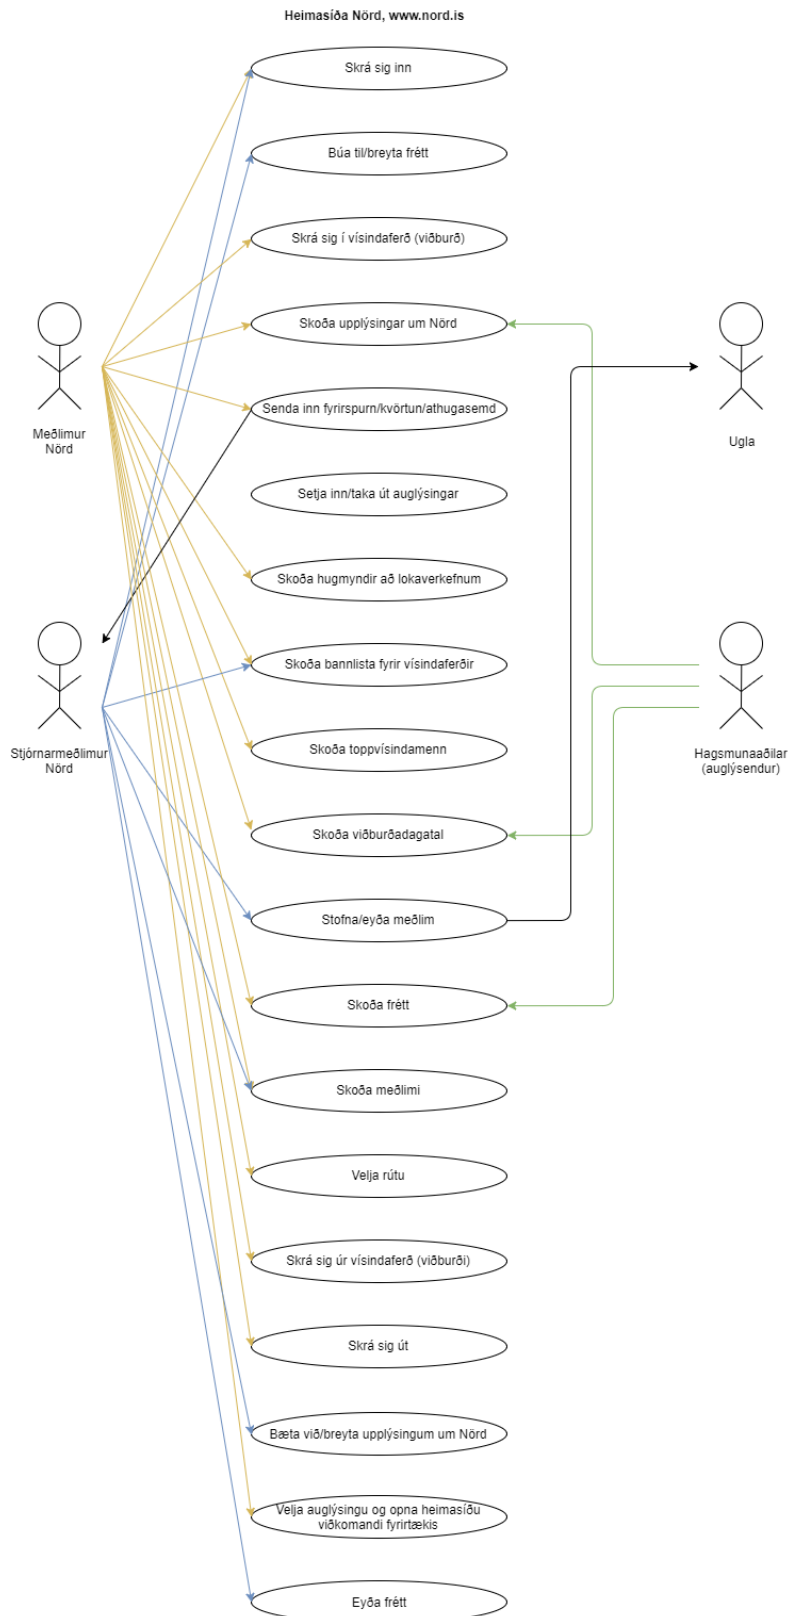 Heimasíða Nörd, www.nord.is
Skrá sig inn
Búa til/breyta frétt
Skrá sig í vísindaferð (viðburð)
Skoða upplýsingar um Nörd
Senda inn fyrirspurn/kvörtun/athugasemd
Meðlimur
Nörd
Ugla
Setja inn/taka út auglýsingar
Skoða hugmyndir að lokaverkefnum
Skoða bannlista fyrir vísindaferðir
Stjórnarmeðlimur
Nörd
Skoða toppvísindamenn
Hagsmunaaðilar
(auglýsendur)
Skoða viðburðadagatal
Stofna/eyða meðlim
Skoða frétt
Skoða meðlimi
Velja rútu
Skrá sig úr vísindaferð (viðburði)
Skrá sig út
Bæta við/breyta upplýsingum um Nörd
Velja auglýsingu og opna heimasíðu
viðkomandi fyrirtækis
Eyða frétt